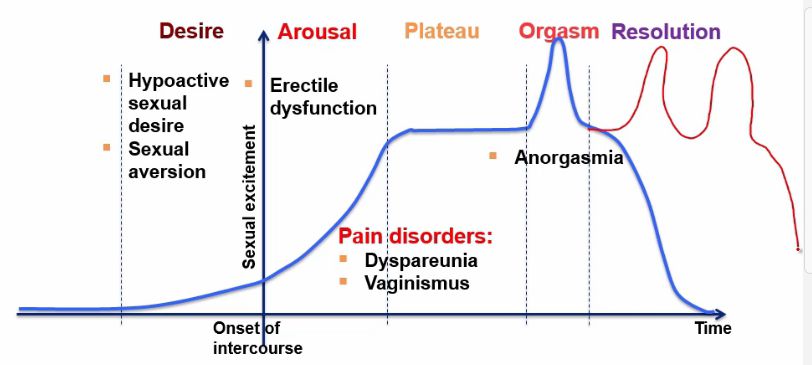 Desire Arousal Plateau Orgasm Resolution
Hypoactive
sexual
desire
Sexual
aversion
Erectile
dysfunction
Sexual excitement
Anorgasmia
Pain disorders:
Dyspareunia
Vaginismus
Onset of
intercourse
Time